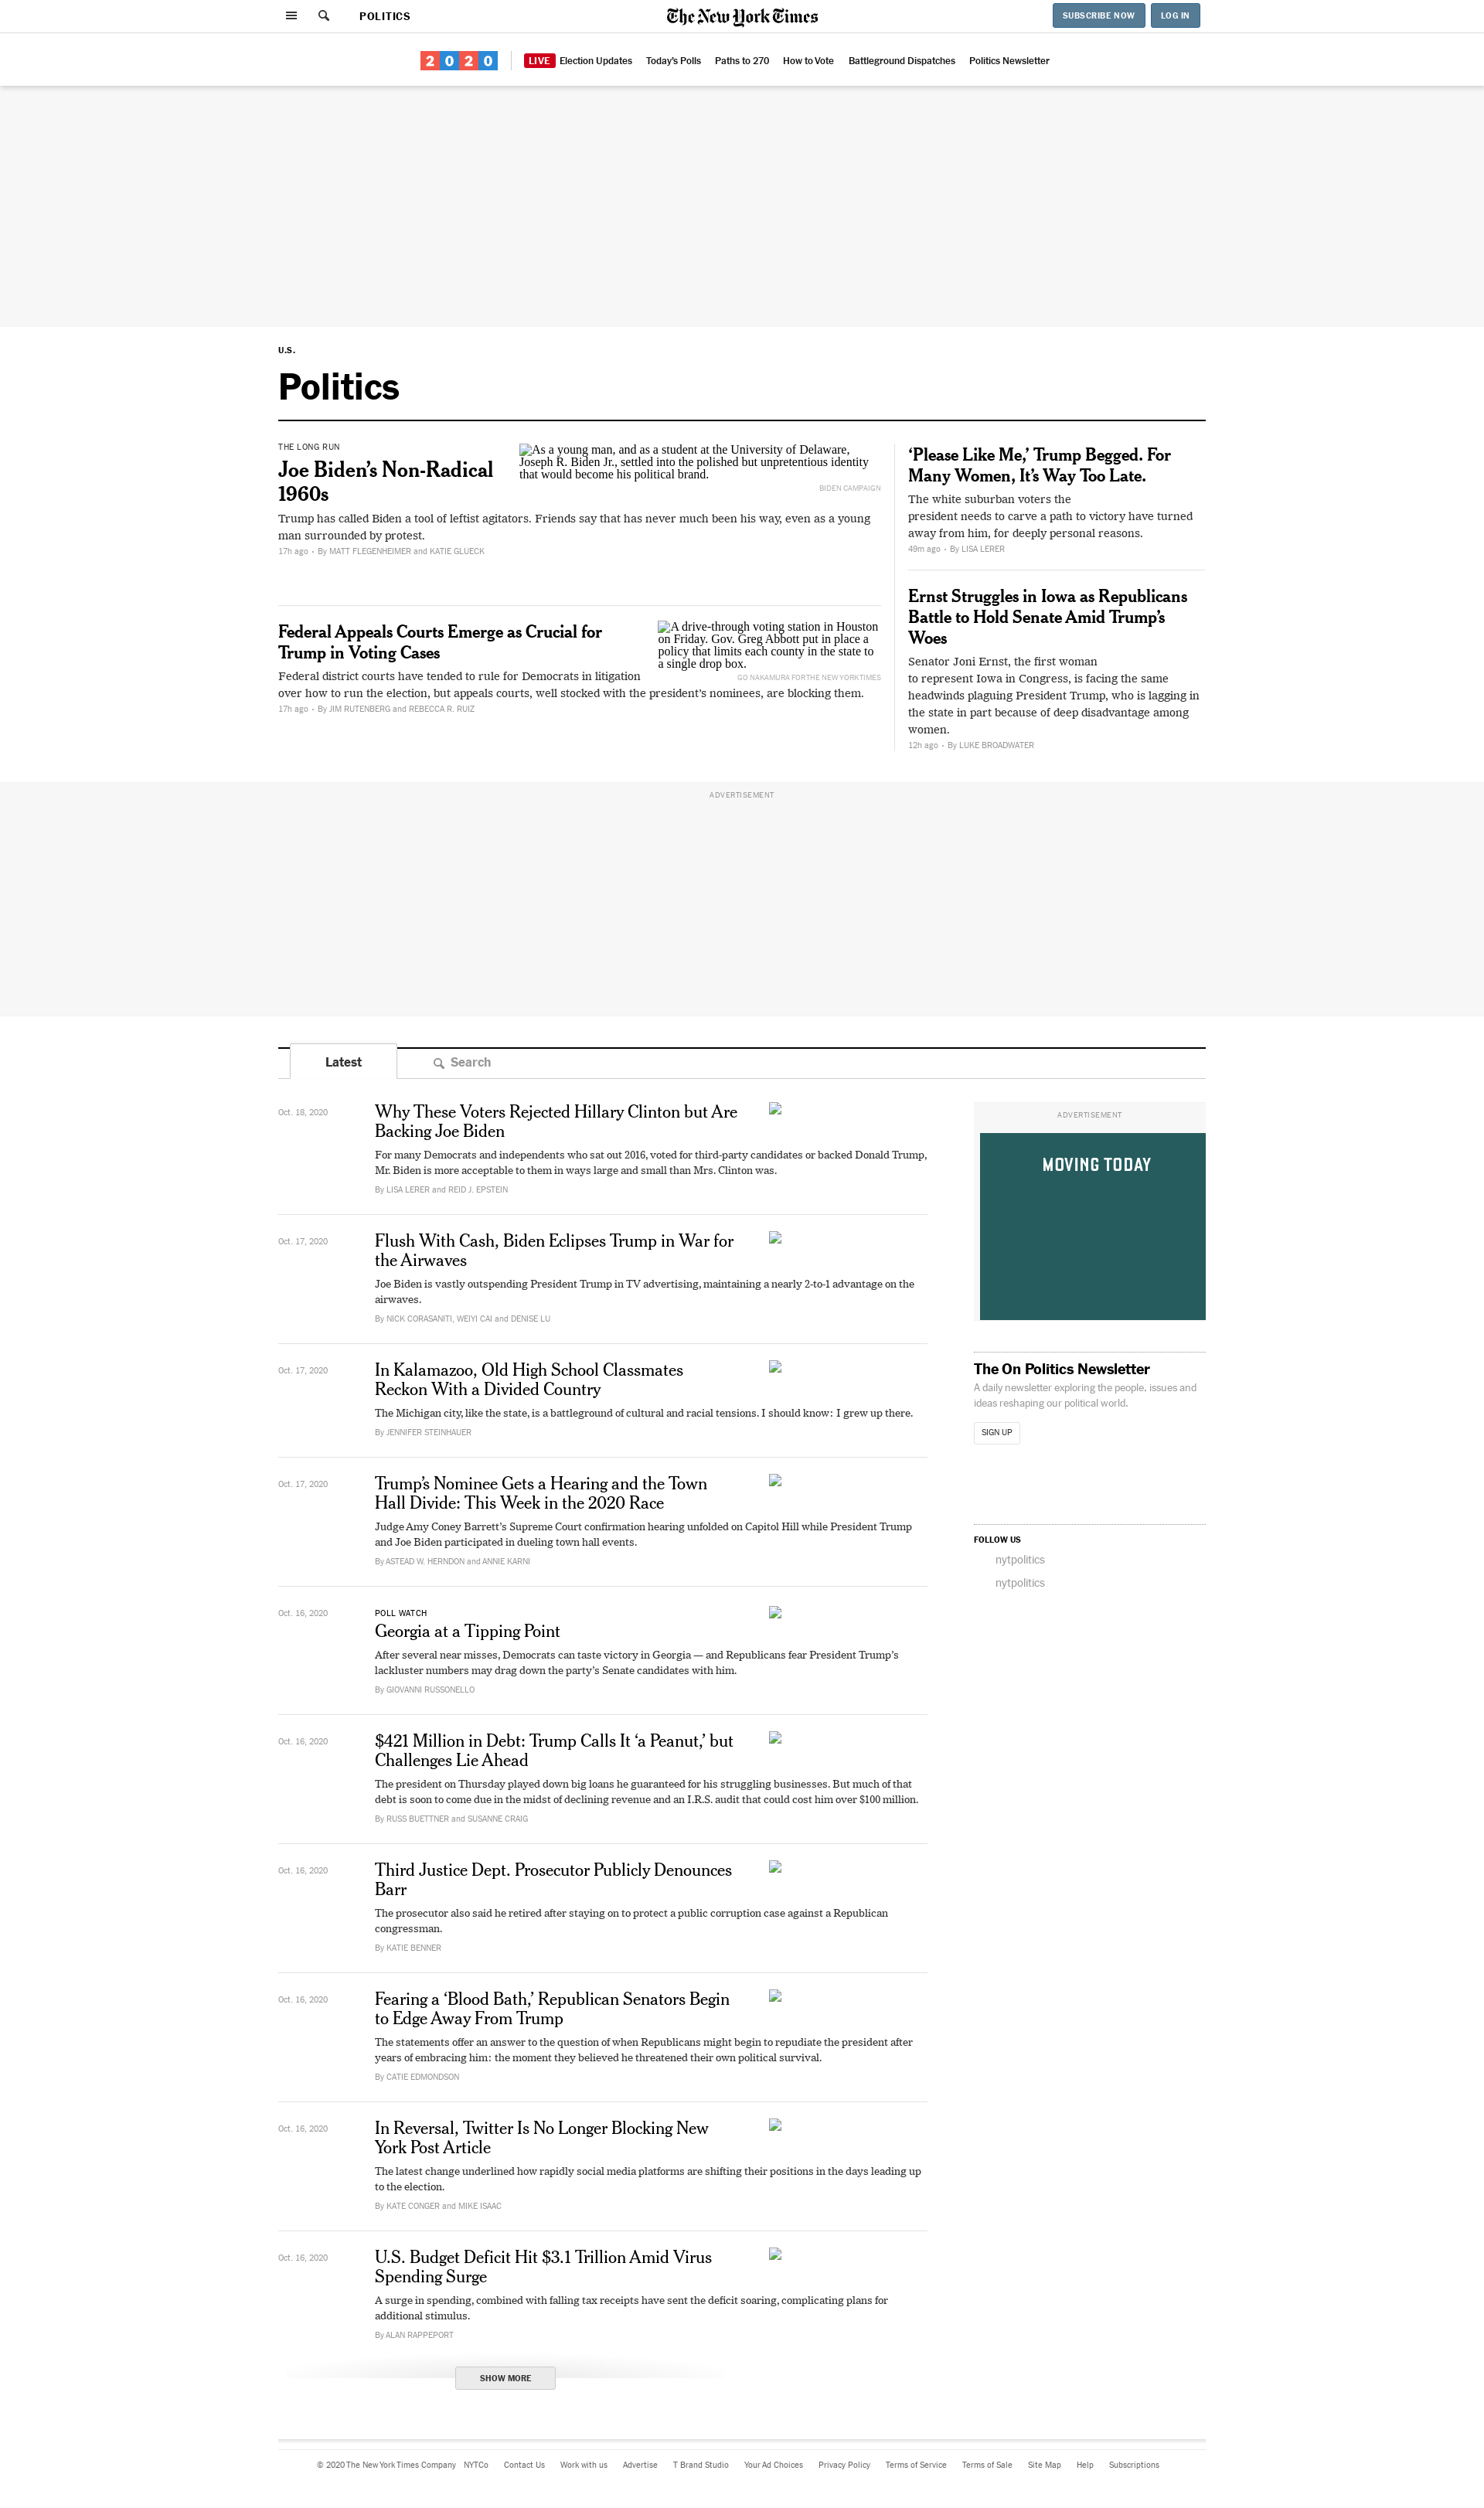 POLITICS
The New York Times
SUBSCRIBE NOW
LOG IN
2020
LIVE Election Updates
Today's Polls
Paths to 270
How to Vote
Battleground Dispatches
Politics Newsletter
U.S.
Politics
THE LONG RUN
Joe Biden’s Non-Radical
1960s
As a young man, and as a student at the University of Delaware,
Joseph R. Biden Jr., settled into the polished but unpretentious identity
that would become his political brand.
BIDEN CAMPAIGN
Trump has called Biden a tool of leftist agitators. Friends say that has never much been his way, even as a young
man surrounded by protest.
17h ago • By MATT FLEGENHEIMER and KATIE GLUECK
Federal Appeals Courts Emerge as Crucial for
Trump in Voting Cases
A drive-through voting station in Houston
on Friday. Gov. Greg Abbott put in place a
policy that limits each county in the state to
a single drop box.
GO NAKAMURA FOR THE NEW YORK TIMES
Federal district courts have tended to rule for Democrats in litigation
over how to run the election, but appeals courts, well stocked with the president’s nominees, are blocking them.
17h ago • By JIM RUTENBERG and REBECCA R. RUIZ
‘Please Like Me,’ Trump Begged. For
Many Women, It’s Way Too Late.
The white suburban voters the
president needs to carve a path to victory have turned
away from him, for deeply personal reasons.
49m ago • By LISA LERER
Ernst Struggles in Iowa as Republicans
Battle to Hold Senate Amid Trump’s
Woes
Senator Joni Ernst, the first woman
to represent Iowa in Congress, is facing the same
headwinds plaguing President Trump, who is lagging in
the state in part because of deep disadvantage among
women.
12h ago • By LUKE BROADWATER
ADVERTISEMENT
Latest
Search
Oct. 18, 2020
Why These Voters Rejected Hillary Clinton but Are
Backing Joe Biden
For many Democrats and independents who sat out 2016, voted for third-party candidates or backed Donald Trump,
Mr. Biden is more acceptable to them in ways large and small than Mrs. Clinton was.
By LISA LERER and REID J. EPSTEIN
Oct. 17, 2020
Flush With Cash, Biden Eclipses Trump in War for
the Airwaves
Joe Biden is vastly outspending President Trump in TV advertising, maintaining a nearly 2-to-1 advantage on the
airwaves.
By NICK CORASANITI, WEIYI CAI and DENISE LU
Oct. 17, 2020
In Kalamazoo, Old High School Classmates
Reckon With a Divided Country
The Michigan city, like the state, is a battleground of cultural and racial tensions. I should know: I grew up there.
By JENNIFER STEINHAUER
Oct. 17, 2020
Trump’s Nominee Gets a Hearing and the Town
Hall Divide: This Week in the 2020 Race
Judge Amy Coney Barrett’s Supreme Court confirmation hearing unfolded on Capitol Hill while President Trump
and Joe Biden participated in dueling town hall events.
By ASTEAD W. HERNDON and ANNIE KARNI
Oct. 16, 2020
POLL WATCH
Georgia at a Tipping Point
After several near misses, Democrats can taste victory in Georgia — and Republicans fear President Trump’s
lackluster numbers may drag down the party’s Senate candidates with him.
By GIOVANNI RUSSONELLO
Oct. 16, 2020
$421 Million in Debt: Trump Calls It ‘a Peanut,’ but
Challenges Lie Ahead
The president on Thursday played down big loans he guaranteed for his struggling businesses. But much of that
debt is soon to come due in the midst of declining revenue and an I.R.S. audit that could cost him over $100 million.
By RUSS BUETTNER and SUSANNE CRAIG
Oct. 16, 2020
Third Justice Dept. Prosecutor Publicly Denounces
Barr
The prosecutor also said he retired after staying on to protect a public corruption case against a Republican
congressman.
By KATIE BENNER
Oct. 16, 2020
Fearing a ‘Blood Bath,’ Republican Senators Begin
to Edge Away From Trump
The statements offer an answer to the question of when Republicans might begin to repudiate the president after
years of embracing him: the moment they believed he threatened their own political survival.
By CATIE EDMONDSON
Oct. 16, 2020
In Reversal, Twitter Is No Longer Blocking New
York Post Article
The latest change underlined how rapidly social media platforms are shifting their positions in the days leading up
to the election.
By KATE CONGER and MIKE ISAAC
Oct. 16, 2020
U.S. Budget Deficit Hit $3.1 Trillion Amid Virus
Spending Surge
A surge in spending, combined with falling tax receipts have sent the deficit soaring, complicating plans for
additional stimulus.
By ALAN RAPPEPORT
SHOW MORE
ADVERTISEMENT
MOVING TODAY
The On Politics Newsletter
A daily newsletter exploring the people, issues and
ideas reshaping our political world.
SIGN UP
FOLLOW US
nytpolitics
nytpolitics
© 2020 The New York Times Company
NYTCo
Contact Us
Work with us
Advertise
T Brand Studio
Your Ad Choices
Privacy Policy
Terms of Service
Terms of Sale
Site Map
Help
Subscriptions